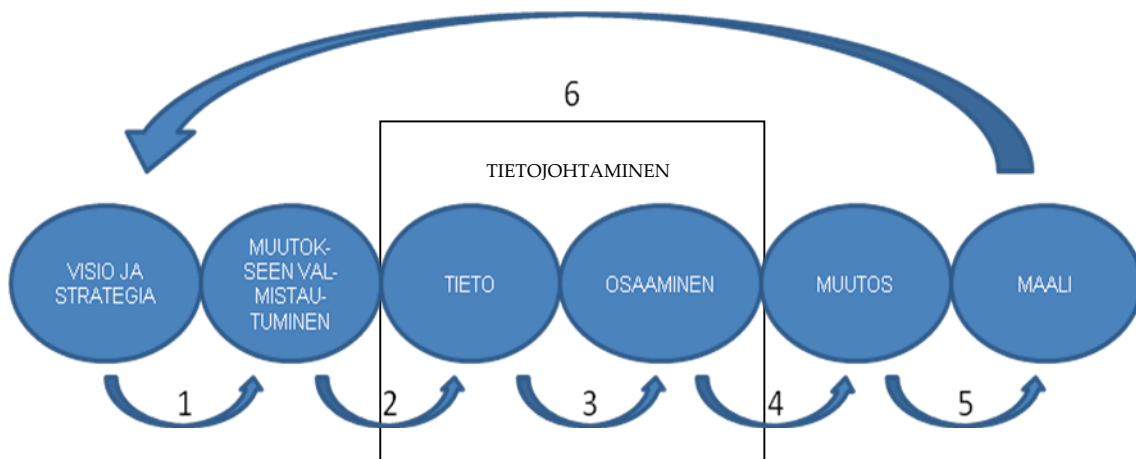 6
TIETOJOHTAMINEN
VISIO JA
STRATEGIA
MUUTOK-
SEEN VAL-
MISTAU-
TUMINEN
TIETO
OSAAMINEN
MUUTOS
MAALI
1
2
3
4
5